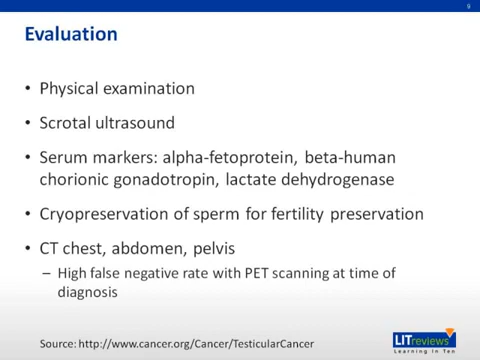 9
Evaluation
• Physical examination
• Scrotal ultrasound
• Serum markers: alpha-fetoprotein, beta-human
chorionic gonadotropin, lactate dehydrogenase
• Cryopreservation of sperm for fertility preservation
• CT chest, abdomen, pelvis
– High false negative rate with PET scanning at time of
diagnosis
Source: http://www.cancer.org/Cancer/TesticularCancer
LITreviews
Learning in Ten